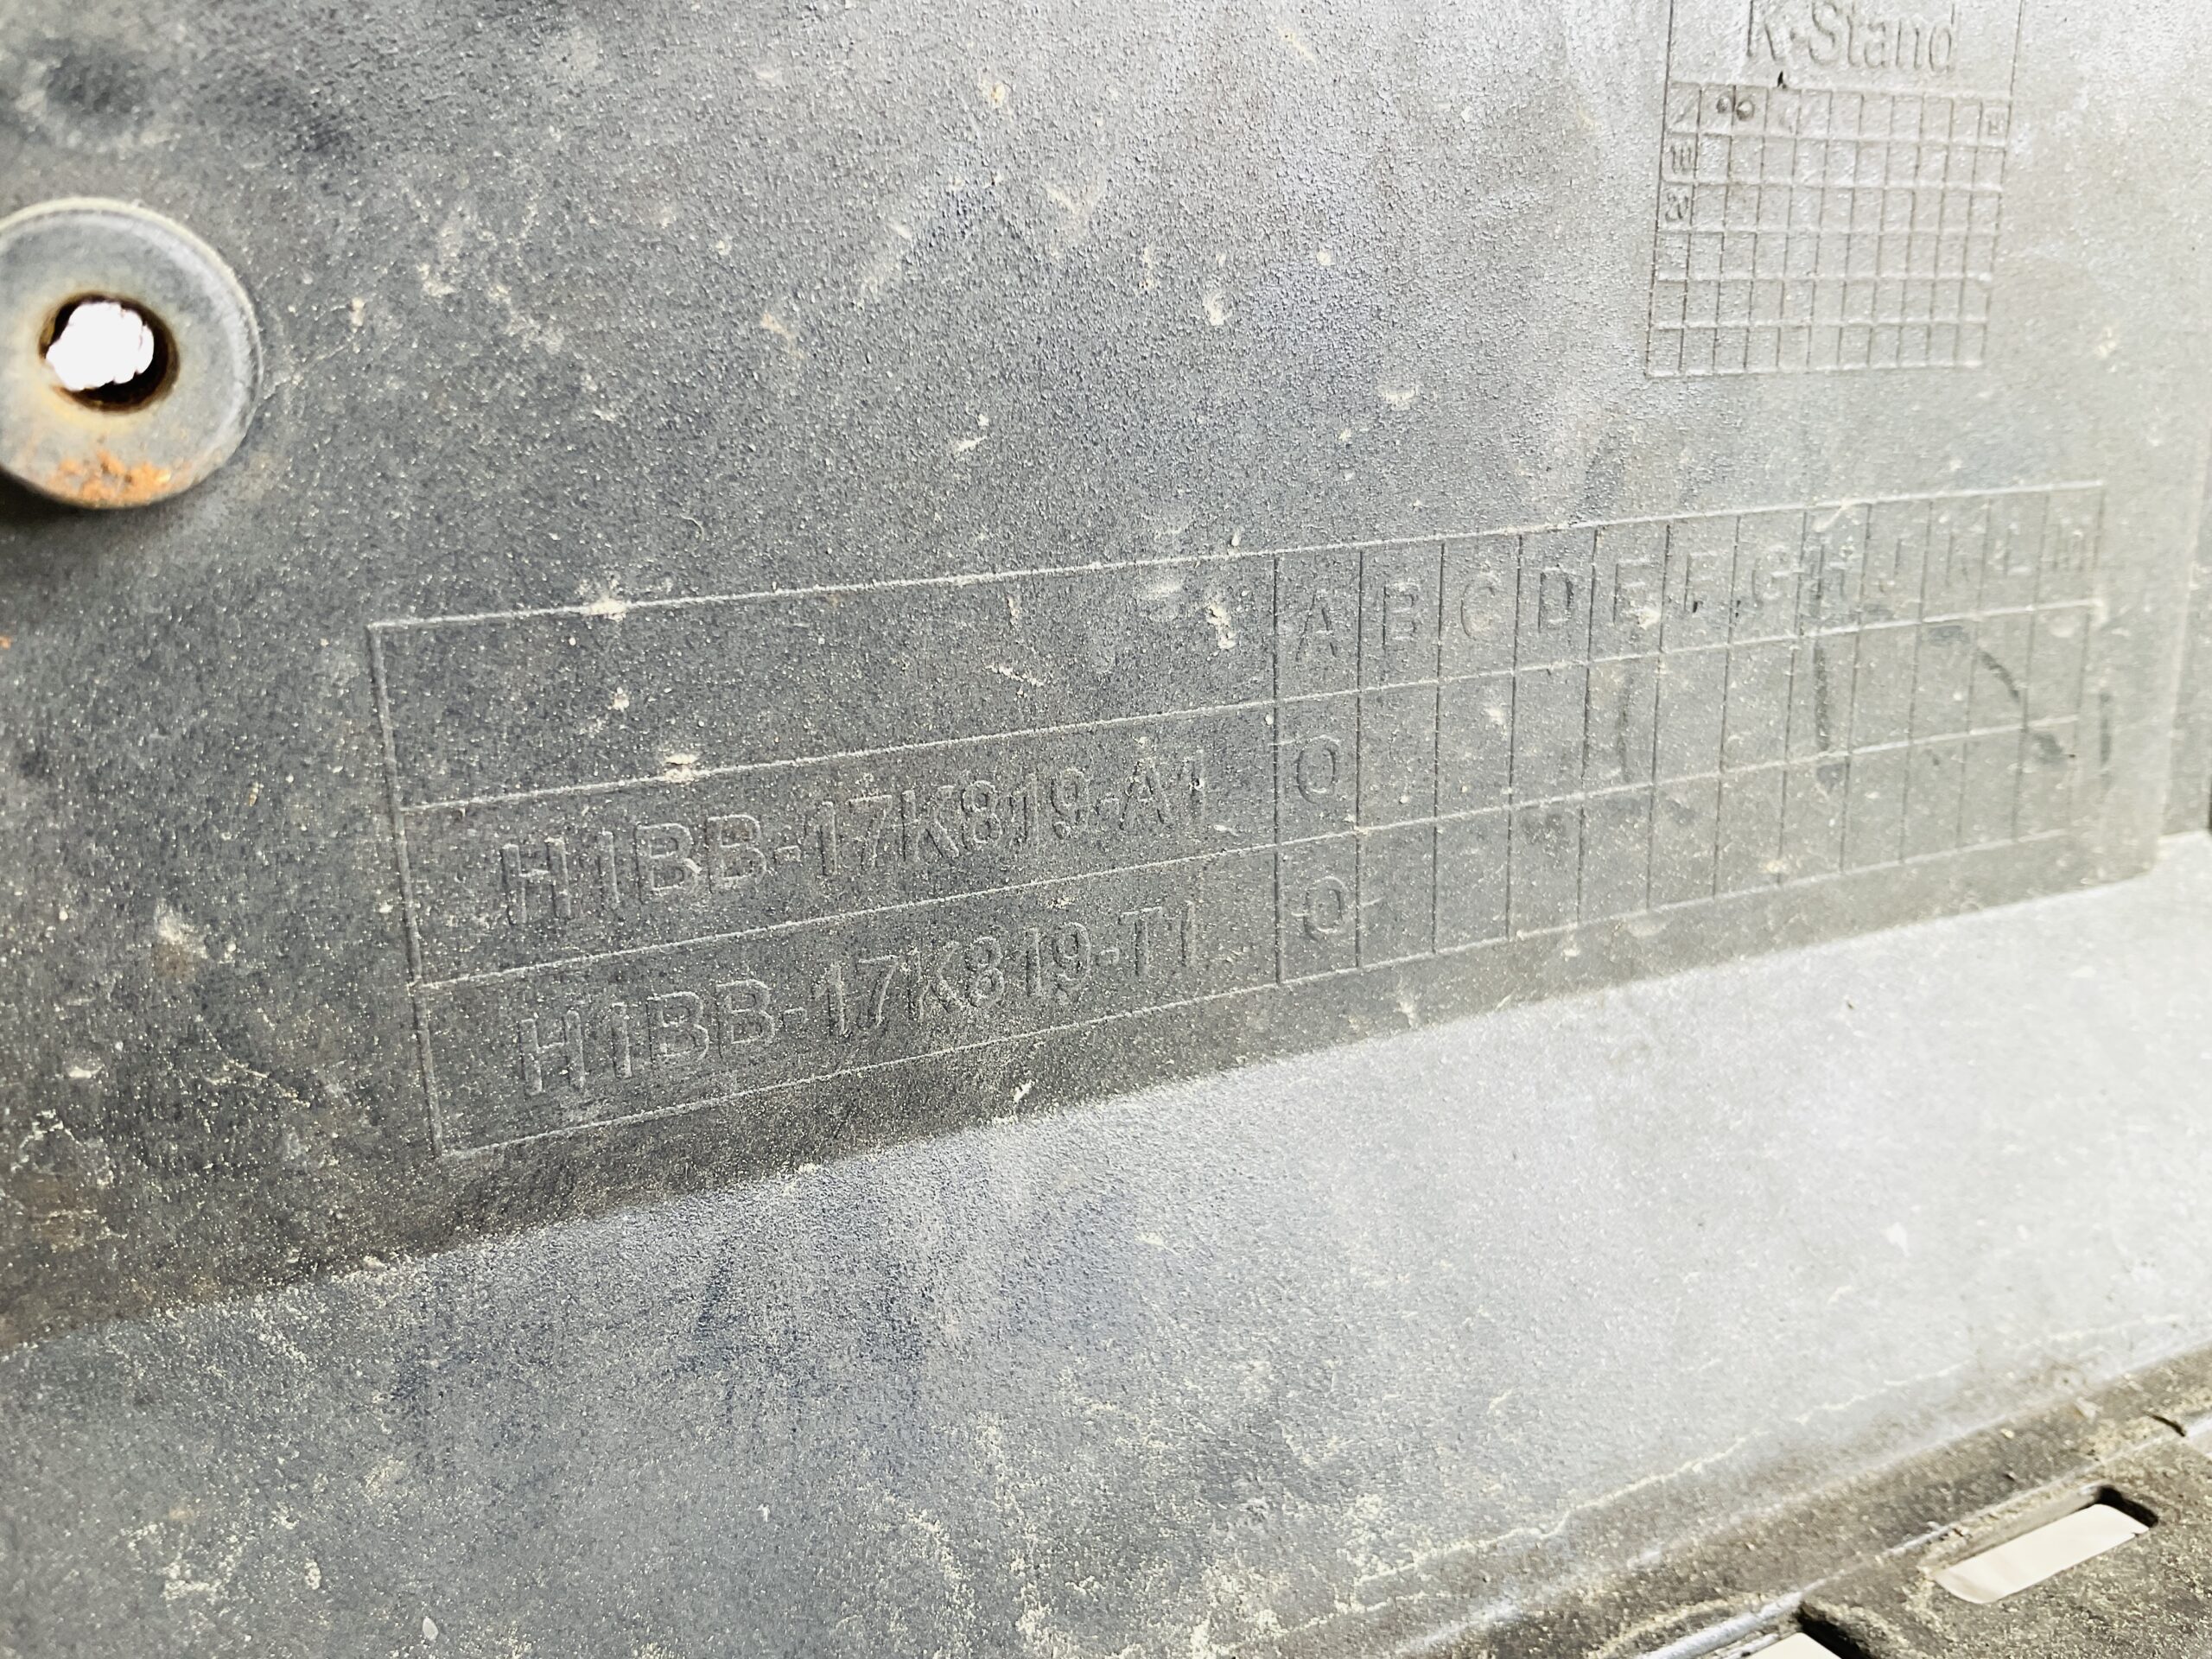 K-Stand
10
20
A B C D E F G H J K L M
H1BB-17K819-A1 O
H1BB-17K819-T1 O